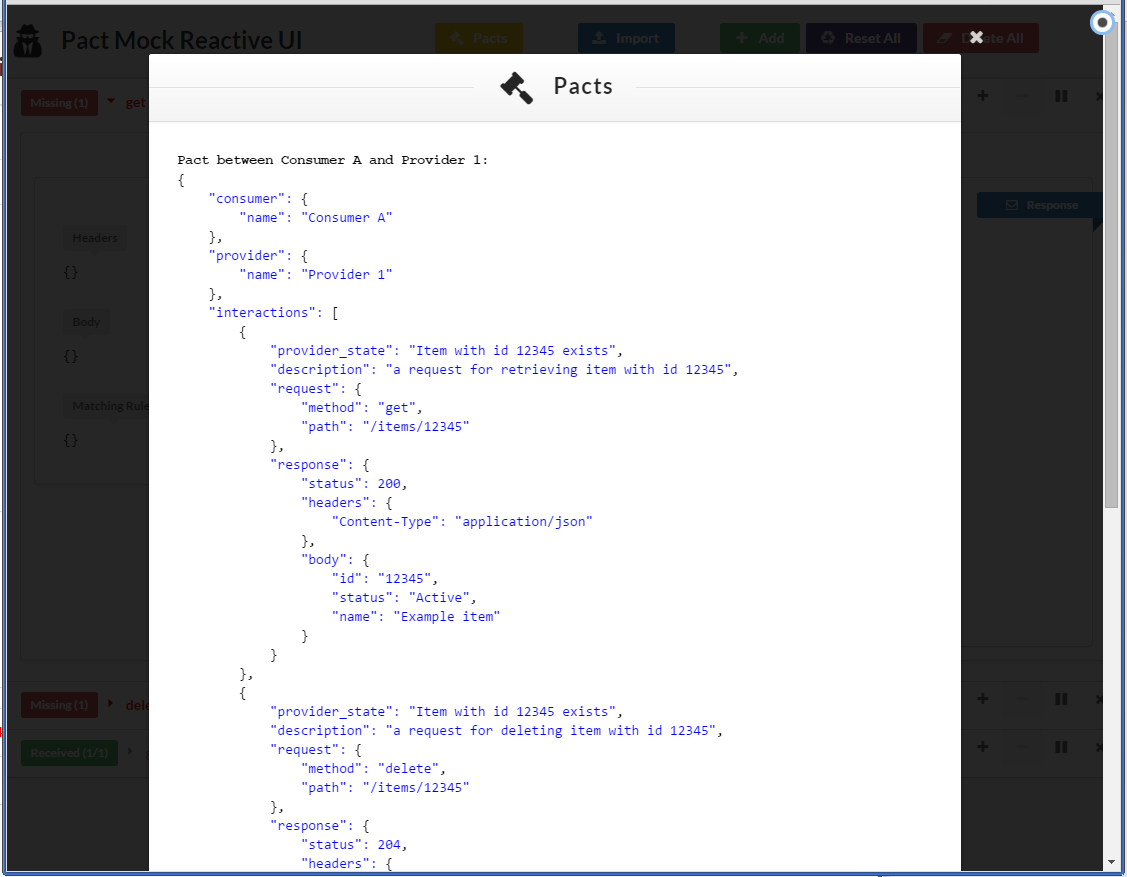 Pact Mock Reactive UI
Pacts
Import
Add
Reset All
Delete All
Missing (1)
get
Pacts
Response
Headers
{}
Body
{}
Matching Rule
{}
Pact between Consumer A and Provider 1:
{
    "consumer": {
        "name": "Consumer A"
    },
    "provider": {
        "name": "Provider 1"
    },
    "interactions": [
        {
            "provider_state": "Item with id 12345 exists",
            "description": "a request for retrieving item with id 12345",
            "request": {
                "method": "get",
                "path": "/items/12345"
            },
            "response": {
                "status": 200,
                "headers": {
                    "Content-Type": "application/json"
                },
                "body": {
                    "id": "12345",
                    "status": "Active",
                    "name": "Example item"
                }
            }
        },
        {
            "provider_state": "Item with id 12345 exists",
            "description": "a request for deleting item with id 12345",
            "request": {
                "method": "delete",
                "path": "/items/12345"
            },
            "response": {
                "status": 204,
                "headers": {
Missing (1)
dele
Received (1/1)